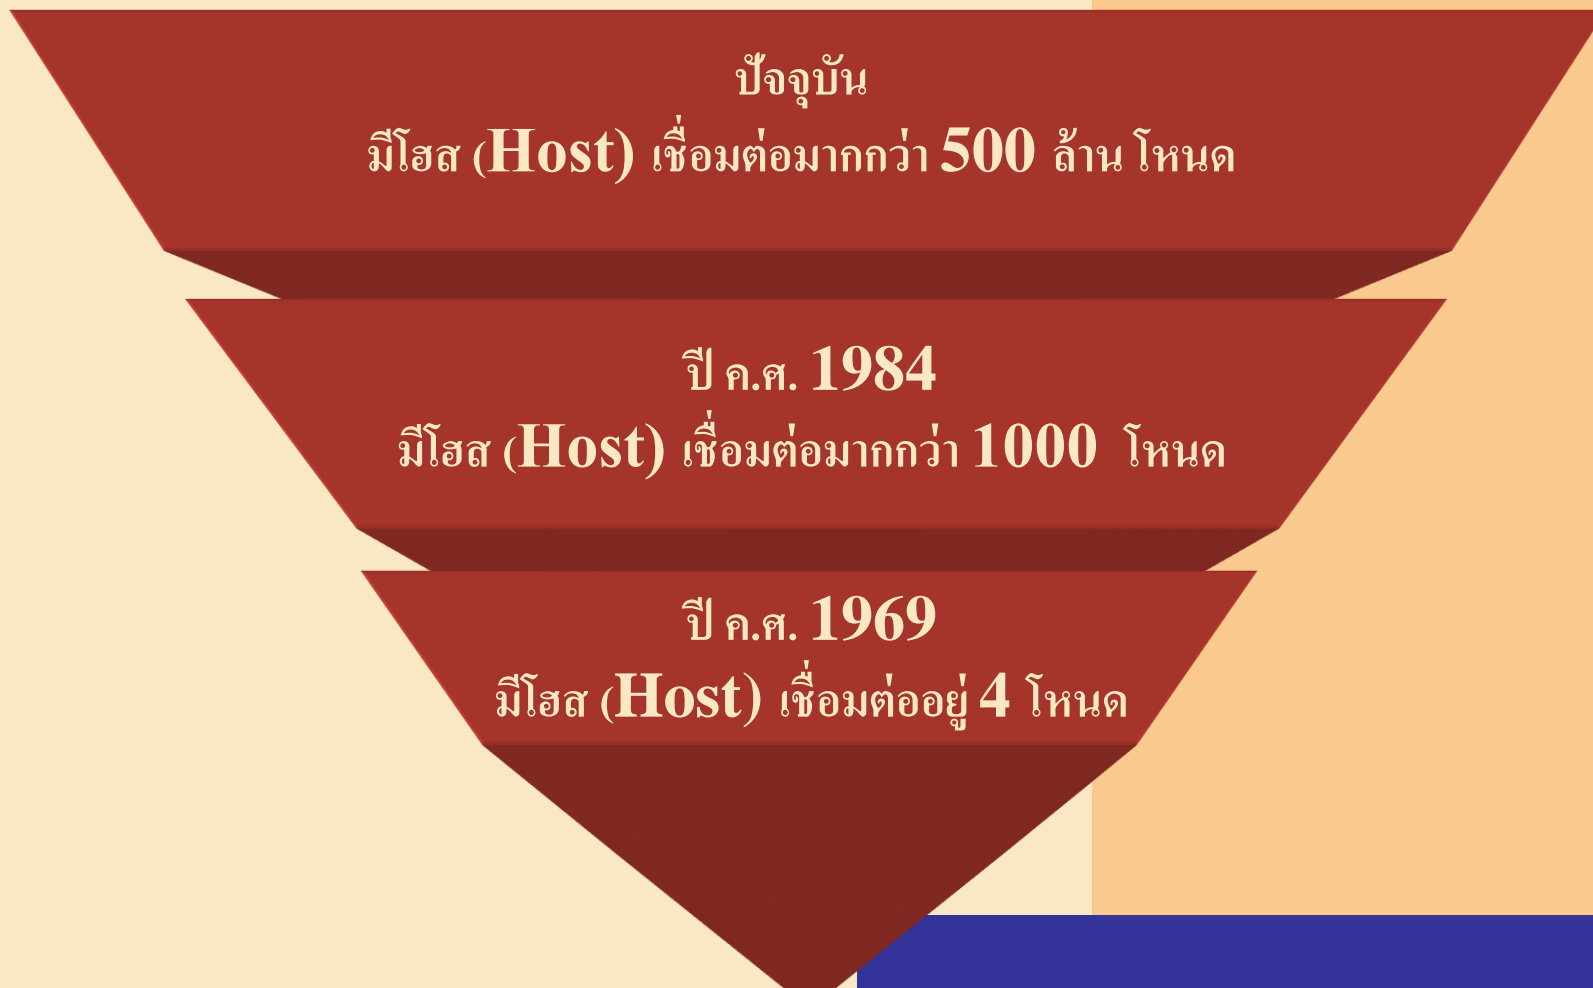 ปัจจุบัน
มีโฮส (Host) เชื่อมต่อมากกว่า 500 ล้าน โหนด
ปี ค.ศ. 1984
มีโฮส (Host) เชื่อมต่อมากกว่า 1000 โหนด
ปี ค.ศ. 1969
มีโฮส (Host) เชื่อมต่ออยู่ 4 โหนด